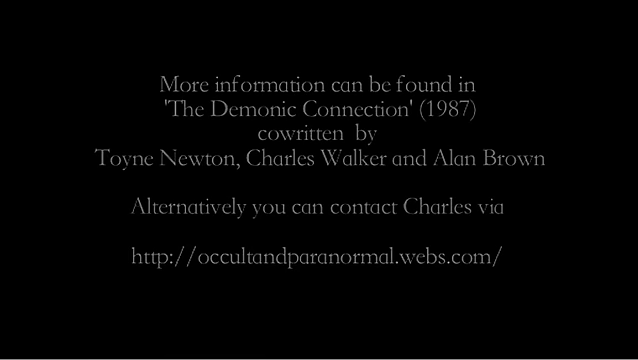 More information can be found in
'The Demonic Connection' (1987)
cowritten by
Toyne Newton, Charles Walker and Alan Brown
Alternatively you can contact Charles via
http://occultandparanormal.webs.com/